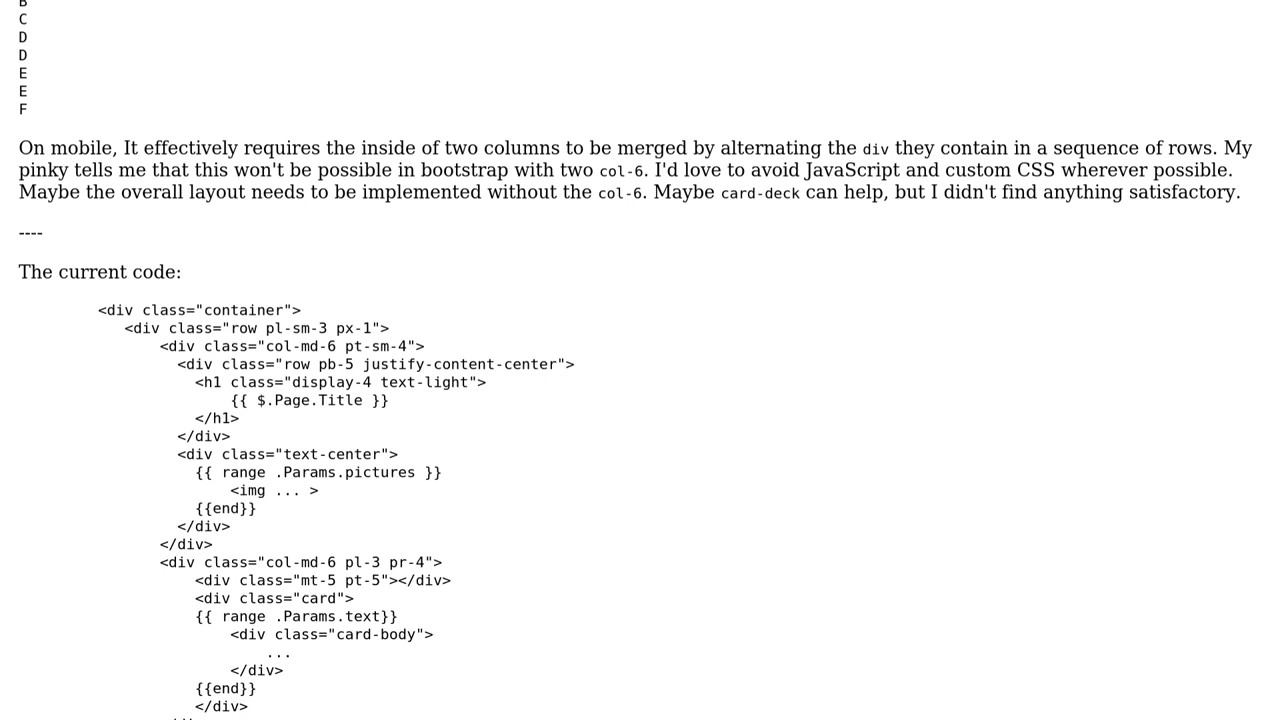 B
C
D
D
E
E
F
On mobile, It effectively requires the inside of two columns to be merged by alternating the div they contain in a sequence of rows. My
pinky tells me that this won't be possible in bootstrap with two col-6. I'd love to avoid JavaScript and custom CSS wherever possible.
Maybe the overall layout needs to be implemented without the col-6. Maybe card-deck can help, but I didn't find anything satisfactory.
----
The current code:
<div class="container">
<div class="row pl-sm-3 px-1">
<div class="col-md-6 pt-sm-4">
<div class="row pb-5 justify-content-center">
<h1 class="display-4 text-light">
{{ $.Page.Title }}
</h1>
</div>
<div class="text-center">
{{ range .Params.pictures }}
<img ... >
{{end}}
</div>
</div>
<div class="col-md-6 pl-3 pr-4">
<div class="mt-5 pt-5"></div>
<div class="card">
{{ range .Params.text}}
<div class="card-body">
...
</div>
{{end}}
</div>